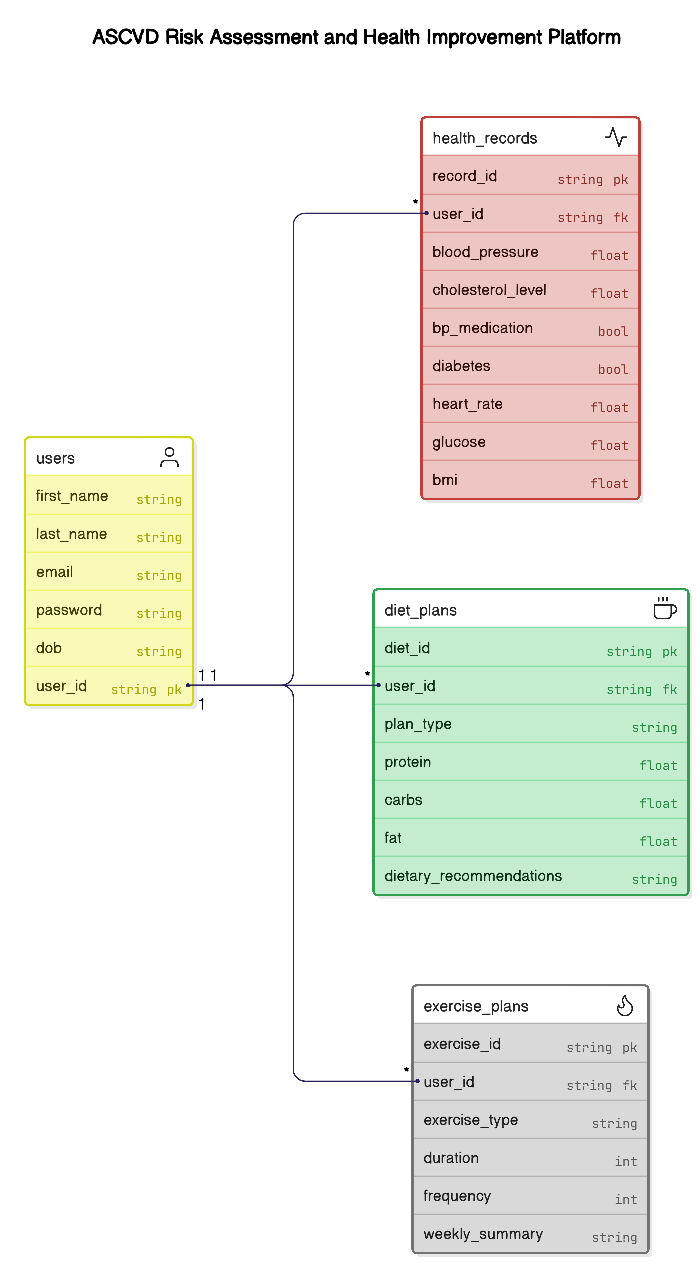 ASCVD Risk Assessment and Health Improvement Platform
health_records
record_id string pk
* user_id string fk
blood_pressure float
cholesterol_level float
bp_medication bool
diabetes bool
heart_rate float
glucose float
bmi float
users
first_name string
last_name string
email string
password string
dob string
user_id string pk 1 1
1
diet_plans
diet_id string pk
* user_id string fk
plan_type string
protein float
carbs float
fat float
dietary_recommendations string
exercise_plans
exercise_id string pk
* user_id string fk
exercise_type string
duration int
frequency int
weekly_summary string